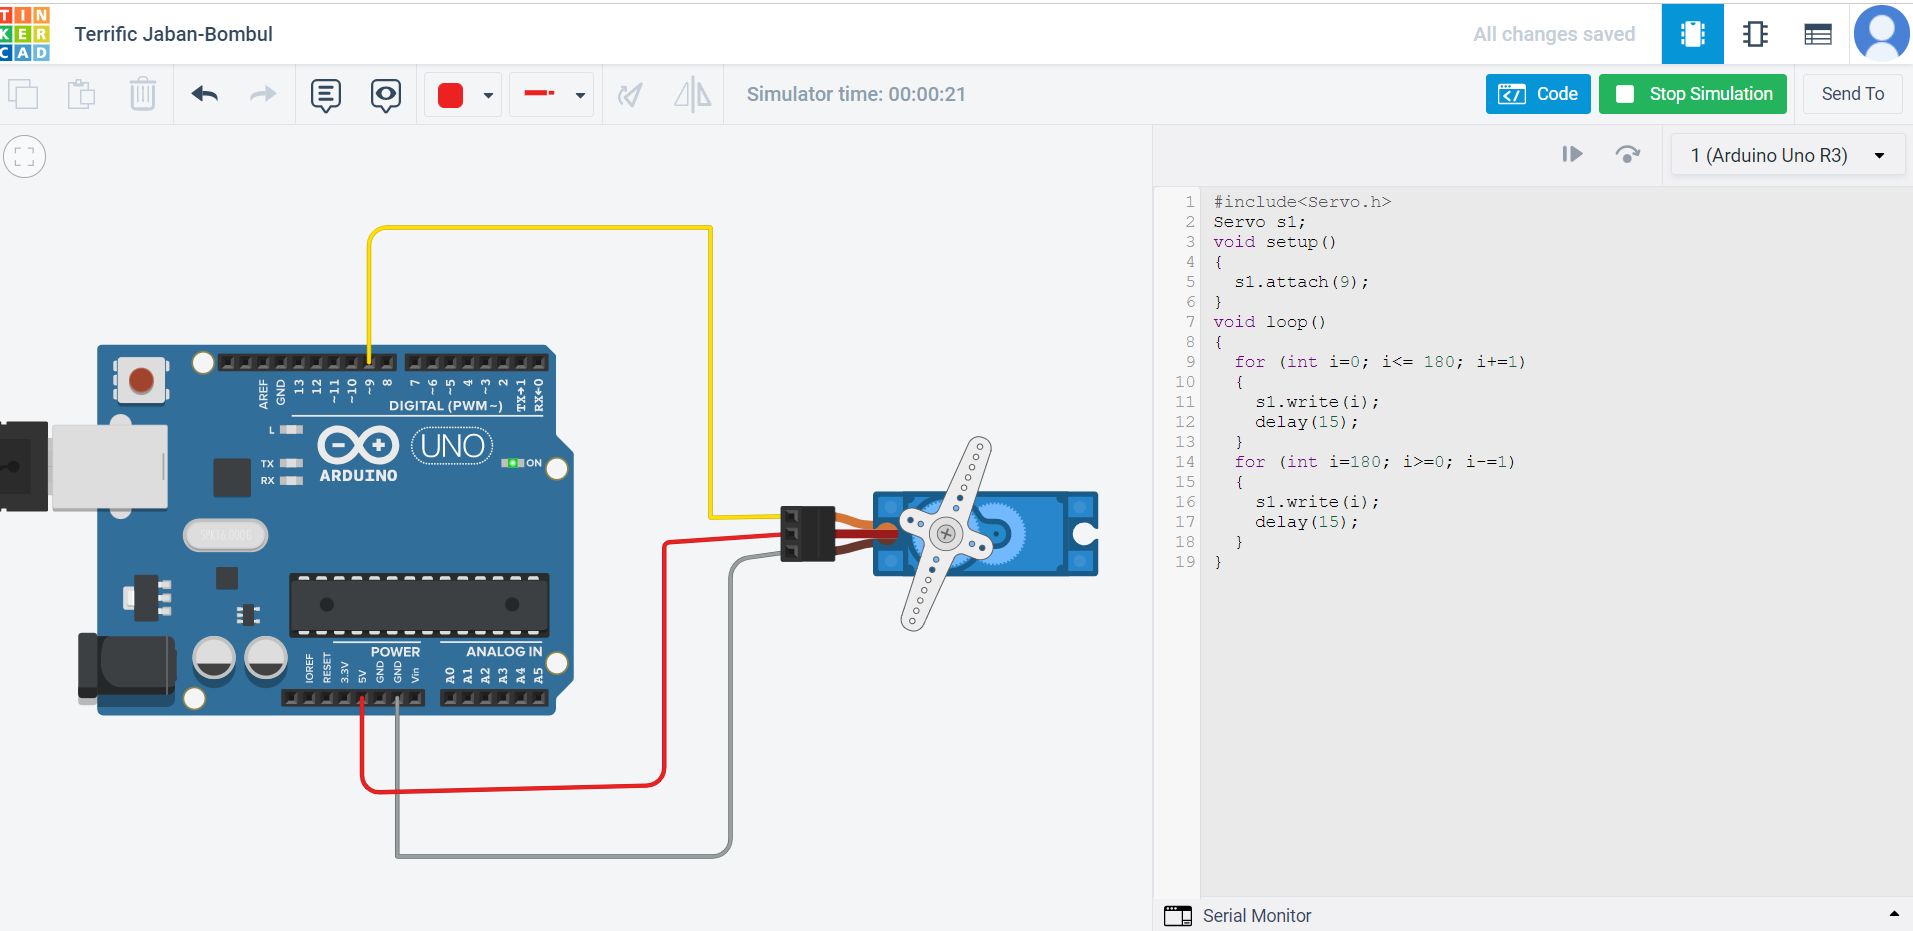 TIN
KER
CAD
Terrific Jaban-Bombul
All changes saved
Simulator time: 00:00:21
Code
Stop Simulation
Send To
1 (Arduino Uno R3)
AREF
GND
13
12
~11
~10
~9
8
7
~6
~5
4
~3
2
TX→1
RX←0
DIGITAL (PWM~)
L
TX
RX
ARDUINO
UNO
ON
POWER
ANALOG IN
IOREF
RESET
3.3V
5V
GND
GND
Vin
A0
A1
A2
A3
A4
A5
1 #include<Servo.h>
2 Servo s1;
3 void setup()
4 {
5 s1.attach(9);
6 }
7 void loop()
8 {
9 for (int i=0; i<= 180; i+=1)
10 {
11 s1.write(i);
12 delay(15);
13 }
14 for (int i=180; i>=0; i-=1)
15 {
16 s1.write(i);
17 delay(15);
18 }
19 }
Serial Monitor